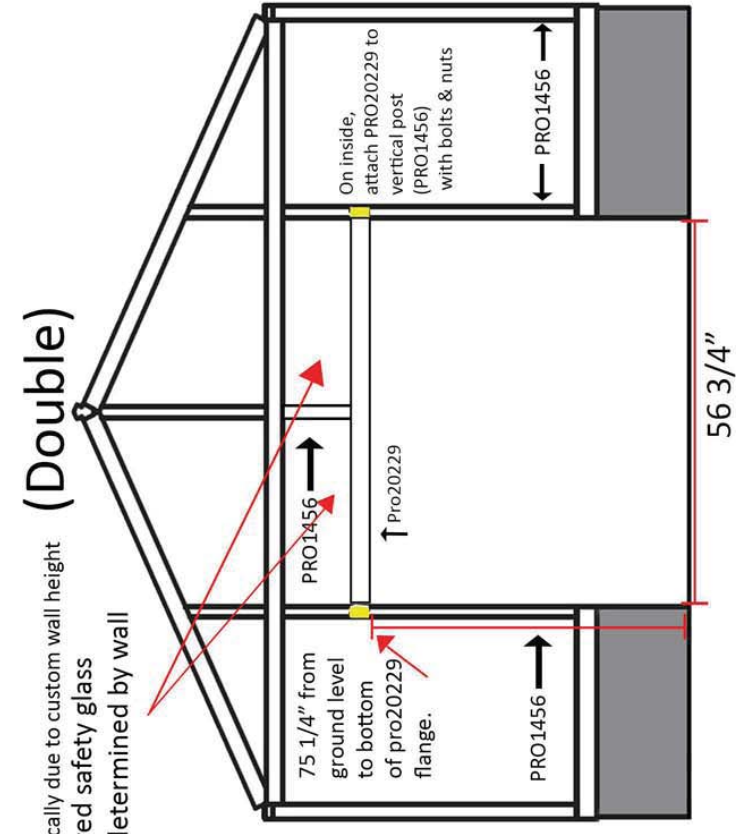 (Double)
cally due to custom wall height
red safety glass
determined by wall
On inside,
attach PRO20229 to
vertical post
(PRO1456)
with bolts & nuts
PRO1456
Pro20229
PRO1456
75 1/4” from
ground level
to bottom
of pro20229
flange.
PRO1456
56 3/4”